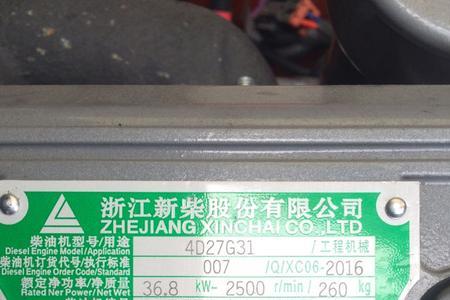 浙江新柴股份有限公司
ZHEJIANG XINCHAI CO.,LTD
柴油机型号/用途 4D27G31 /工程机械
Diesel Engine Model/Application
柴油机订货代号/执行标准 007 /Q/XC06-2016
Diesel Engine Order Code/Standard
额定净功率/净质量 36.8 kW- 2500 r/min/ 260 kg
Rated Ner Power/Net Wet